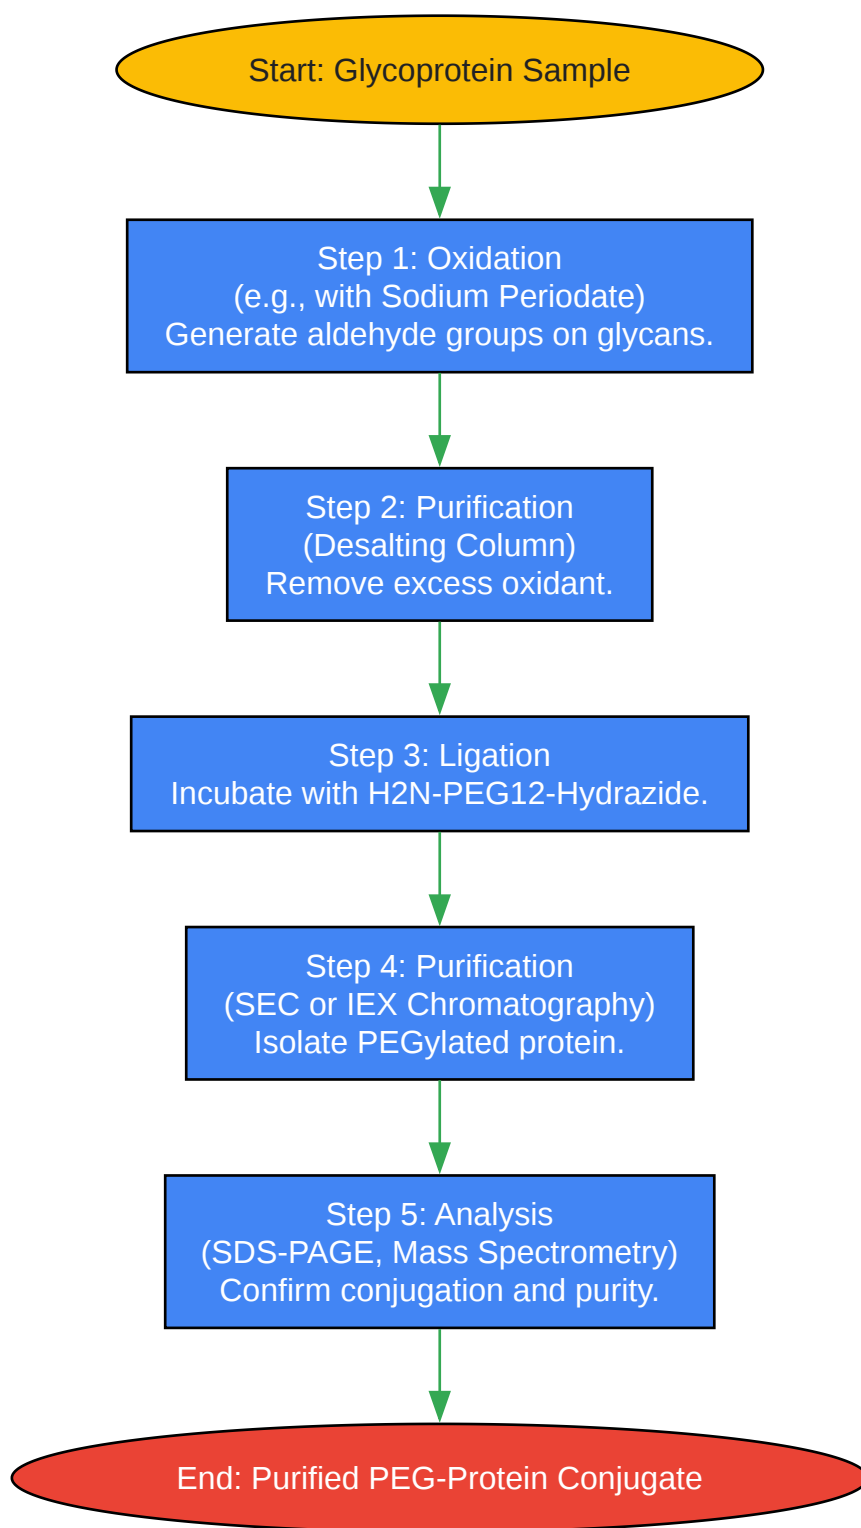 Start: Glycoprotein Sample
Step 1: Oxidation
(e.g., with Sodium Periodate)
Generate aldehyde groups on glycans.
Step 2: Purification
(Desalting Column)
Remove excess oxidant.
Step 3: Ligation
Incubate with H2N-PEG12-Hydrazide.
Step 4: Purification
(SEC or IEX Chromatography)
Isolate PEGylated protein.
Step 5: Analysis
(SDS-PAGE, Mass Spectrometry)
Confirm conjugation and purity.
End: Purified PEG-Protein Conjugate